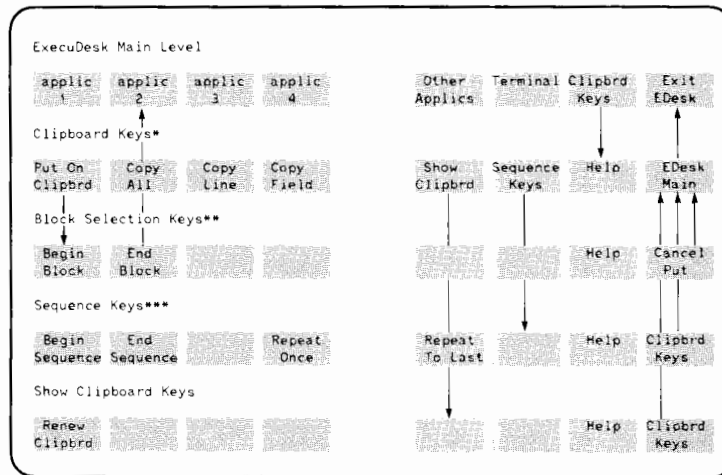 ExecuDesk Main Level
applic applic applic applic Other Terminal Clipbrd Exit
1 2 3 4 Applics Keys EDesk
Clipboard Keys*
Put On Copy Copy Copy Show Sequence Help EDesk
Clipbrd All Line Field Clipbrd Keys Main
Block Selection Keys**
Begin End Help Cancel
Block Block Put
Sequence Keys***
Begin End Repeat Repeat Help Clipbrd
Sequence Sequence Once To Last Keys
Show Clipboard Keys
Renew Help Clipbrd
Clipbrd Keys